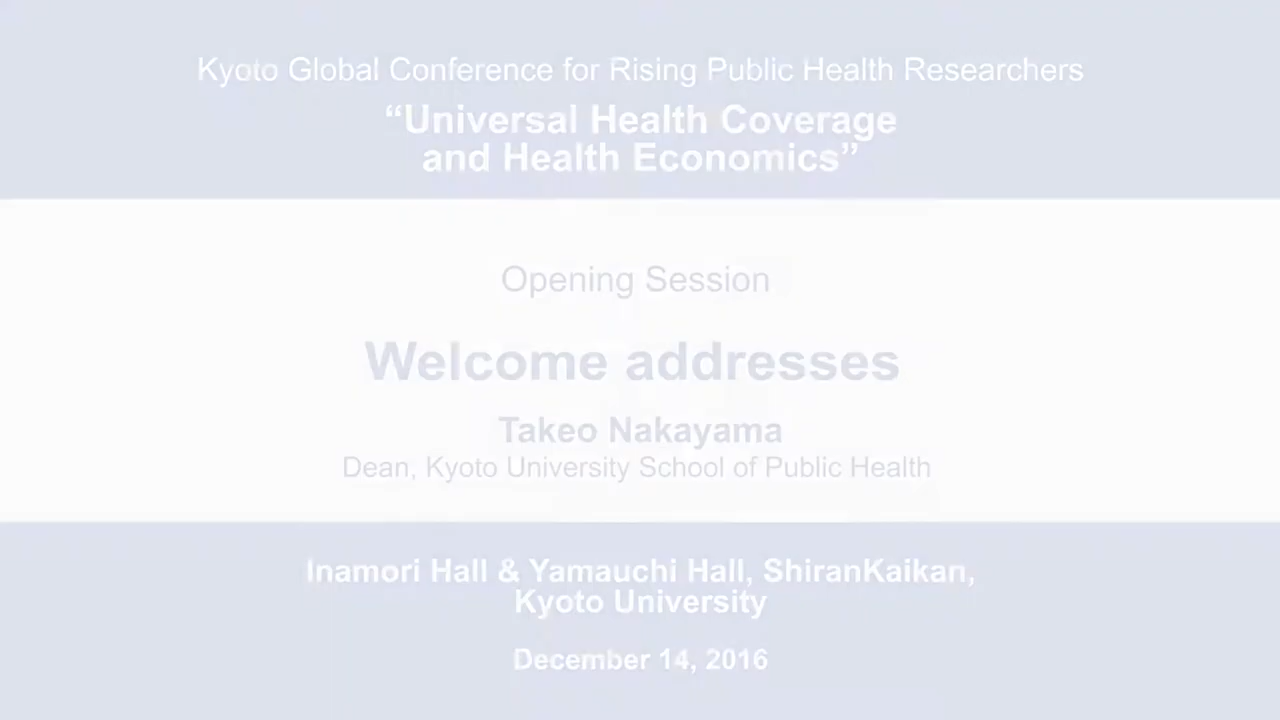 Kyoto Global Conference for Rising Public Health Researchers
“Universal Health Coverage
and Health Economics”
Opening Session
Welcome addresses
Takeo Nakayama
Dean, Kyoto University School of Public Health
Inamori Hall & Yamauchi Hall, ShiranKaikan,
Kyoto University
December 14, 2016